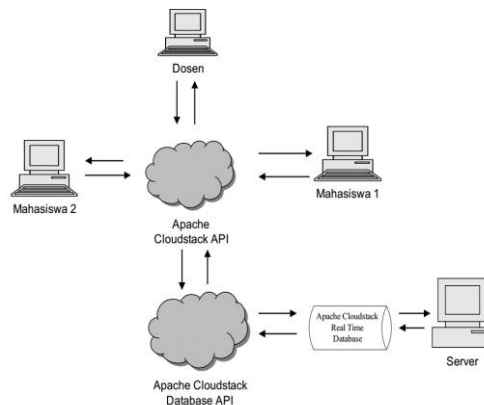 Dosen
Mahasiswa 2
Mahasiswa 1
Apache
Cloudstack API
Apache Cloudstack
Real Time
Database
Server
Apache Cloudstack
Database API